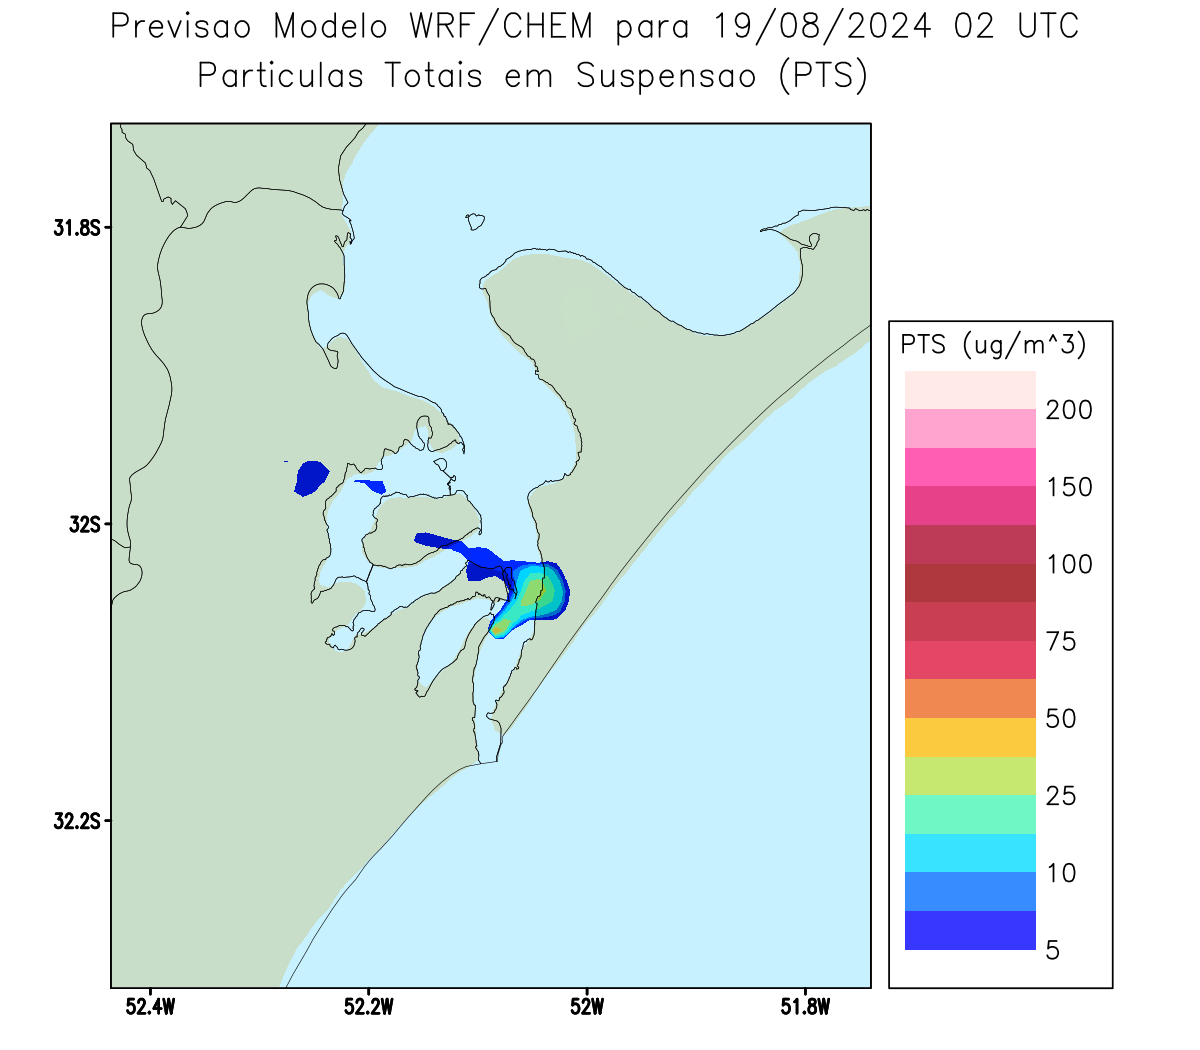 Previsao Modelo WRF/CHEM para 19/08/2024 02 UTC
Particulas Totais em Suspensao (PTS)
31.8S
32S
32.2S
52.4W
52.2W
52W
51.8W
PTS (ug/m^3)
200
150
100
75
50
25
10
5